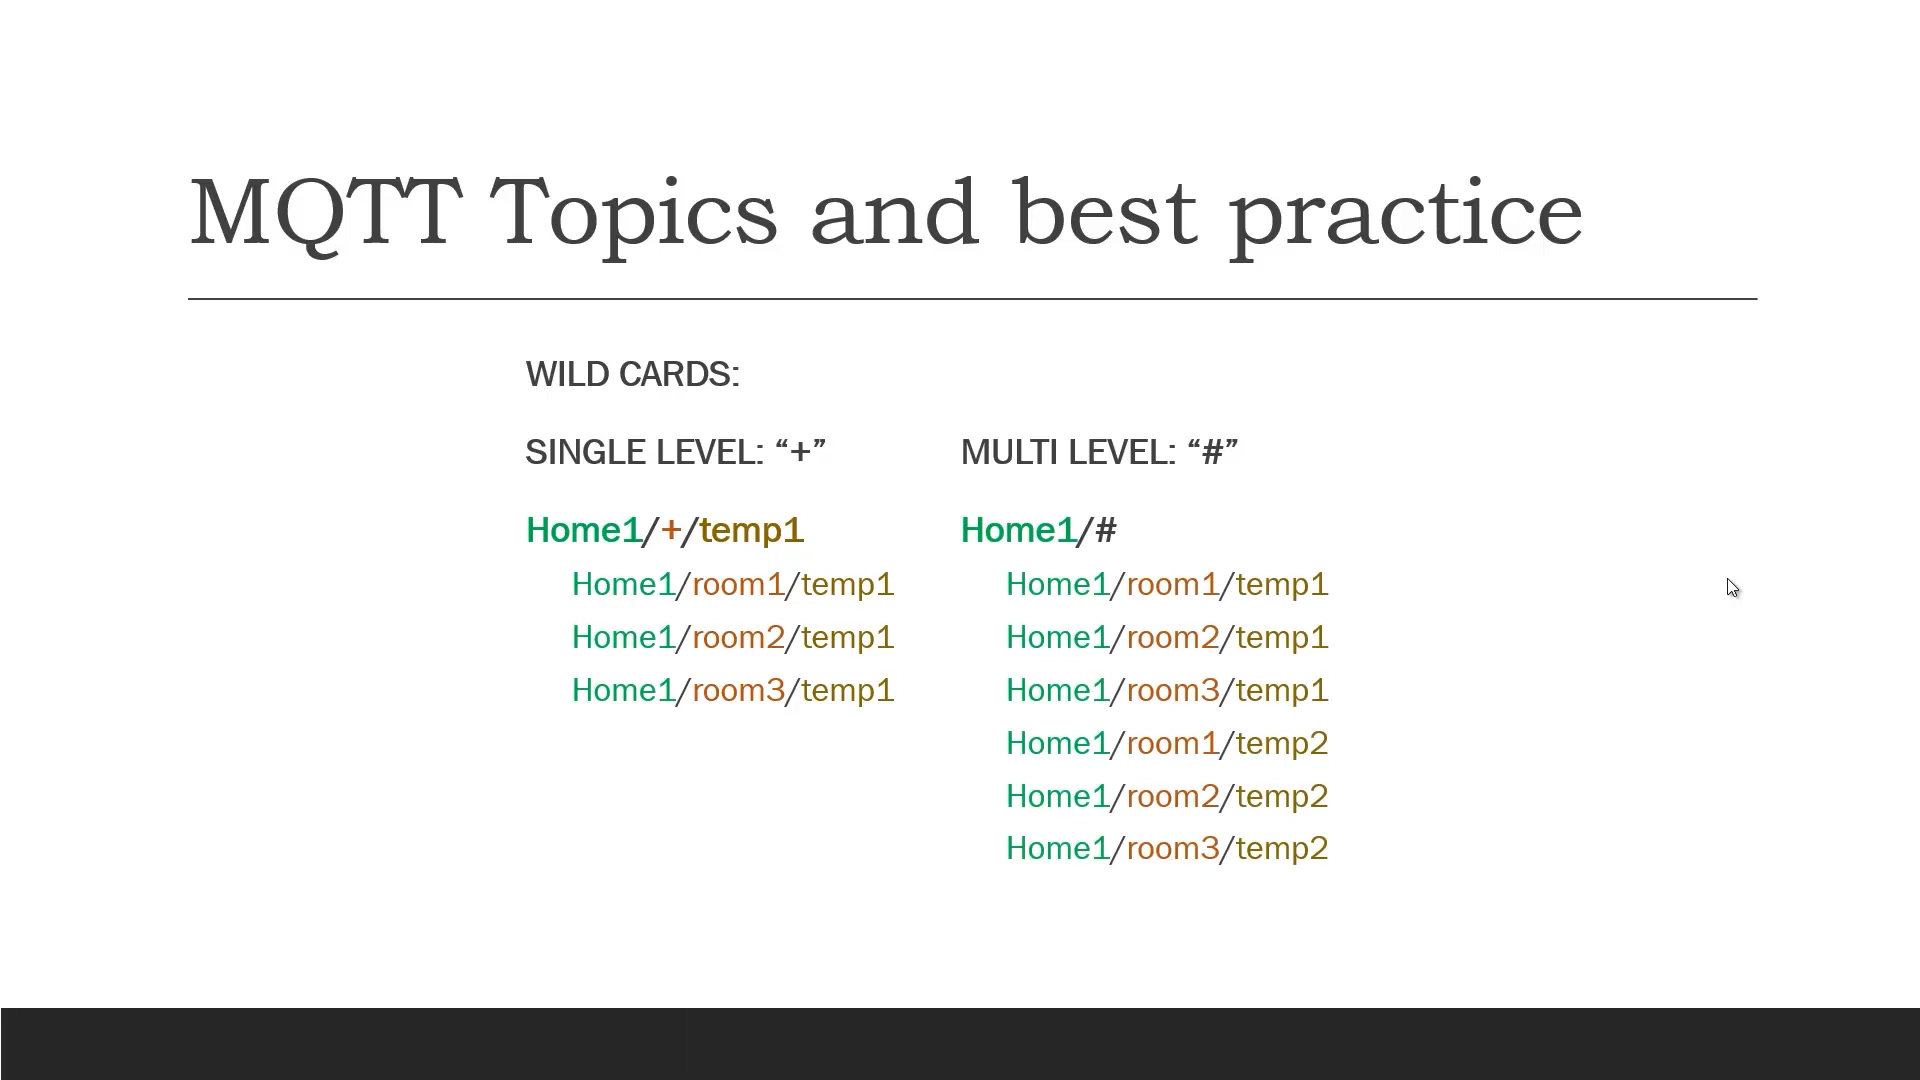 MQTT Topics and best practice
WILD CARDS:
SINGLE LEVEL: “+”
Home1/+/temp1
Home1/room1/temp1
Home1/room2/temp1
Home1/room3/temp1
MULTI LEVEL: “#”
Home1/#
Home1/room1/temp1
Home1/room2/temp1
Home1/room3/temp1
Home1/room1/temp2
Home1/room2/temp2
Home1/room3/temp2